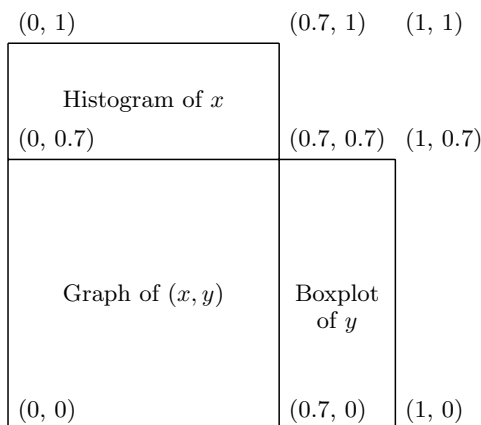 (0, 1) (0.7, 1) (1, 1)
Histogram of x
(0, 0.7) (0.7, 0.7) (1, 0.7)
Graph of (x, y)
Boxplot
of y
(0, 0) (0.7, 0) (1, 0)